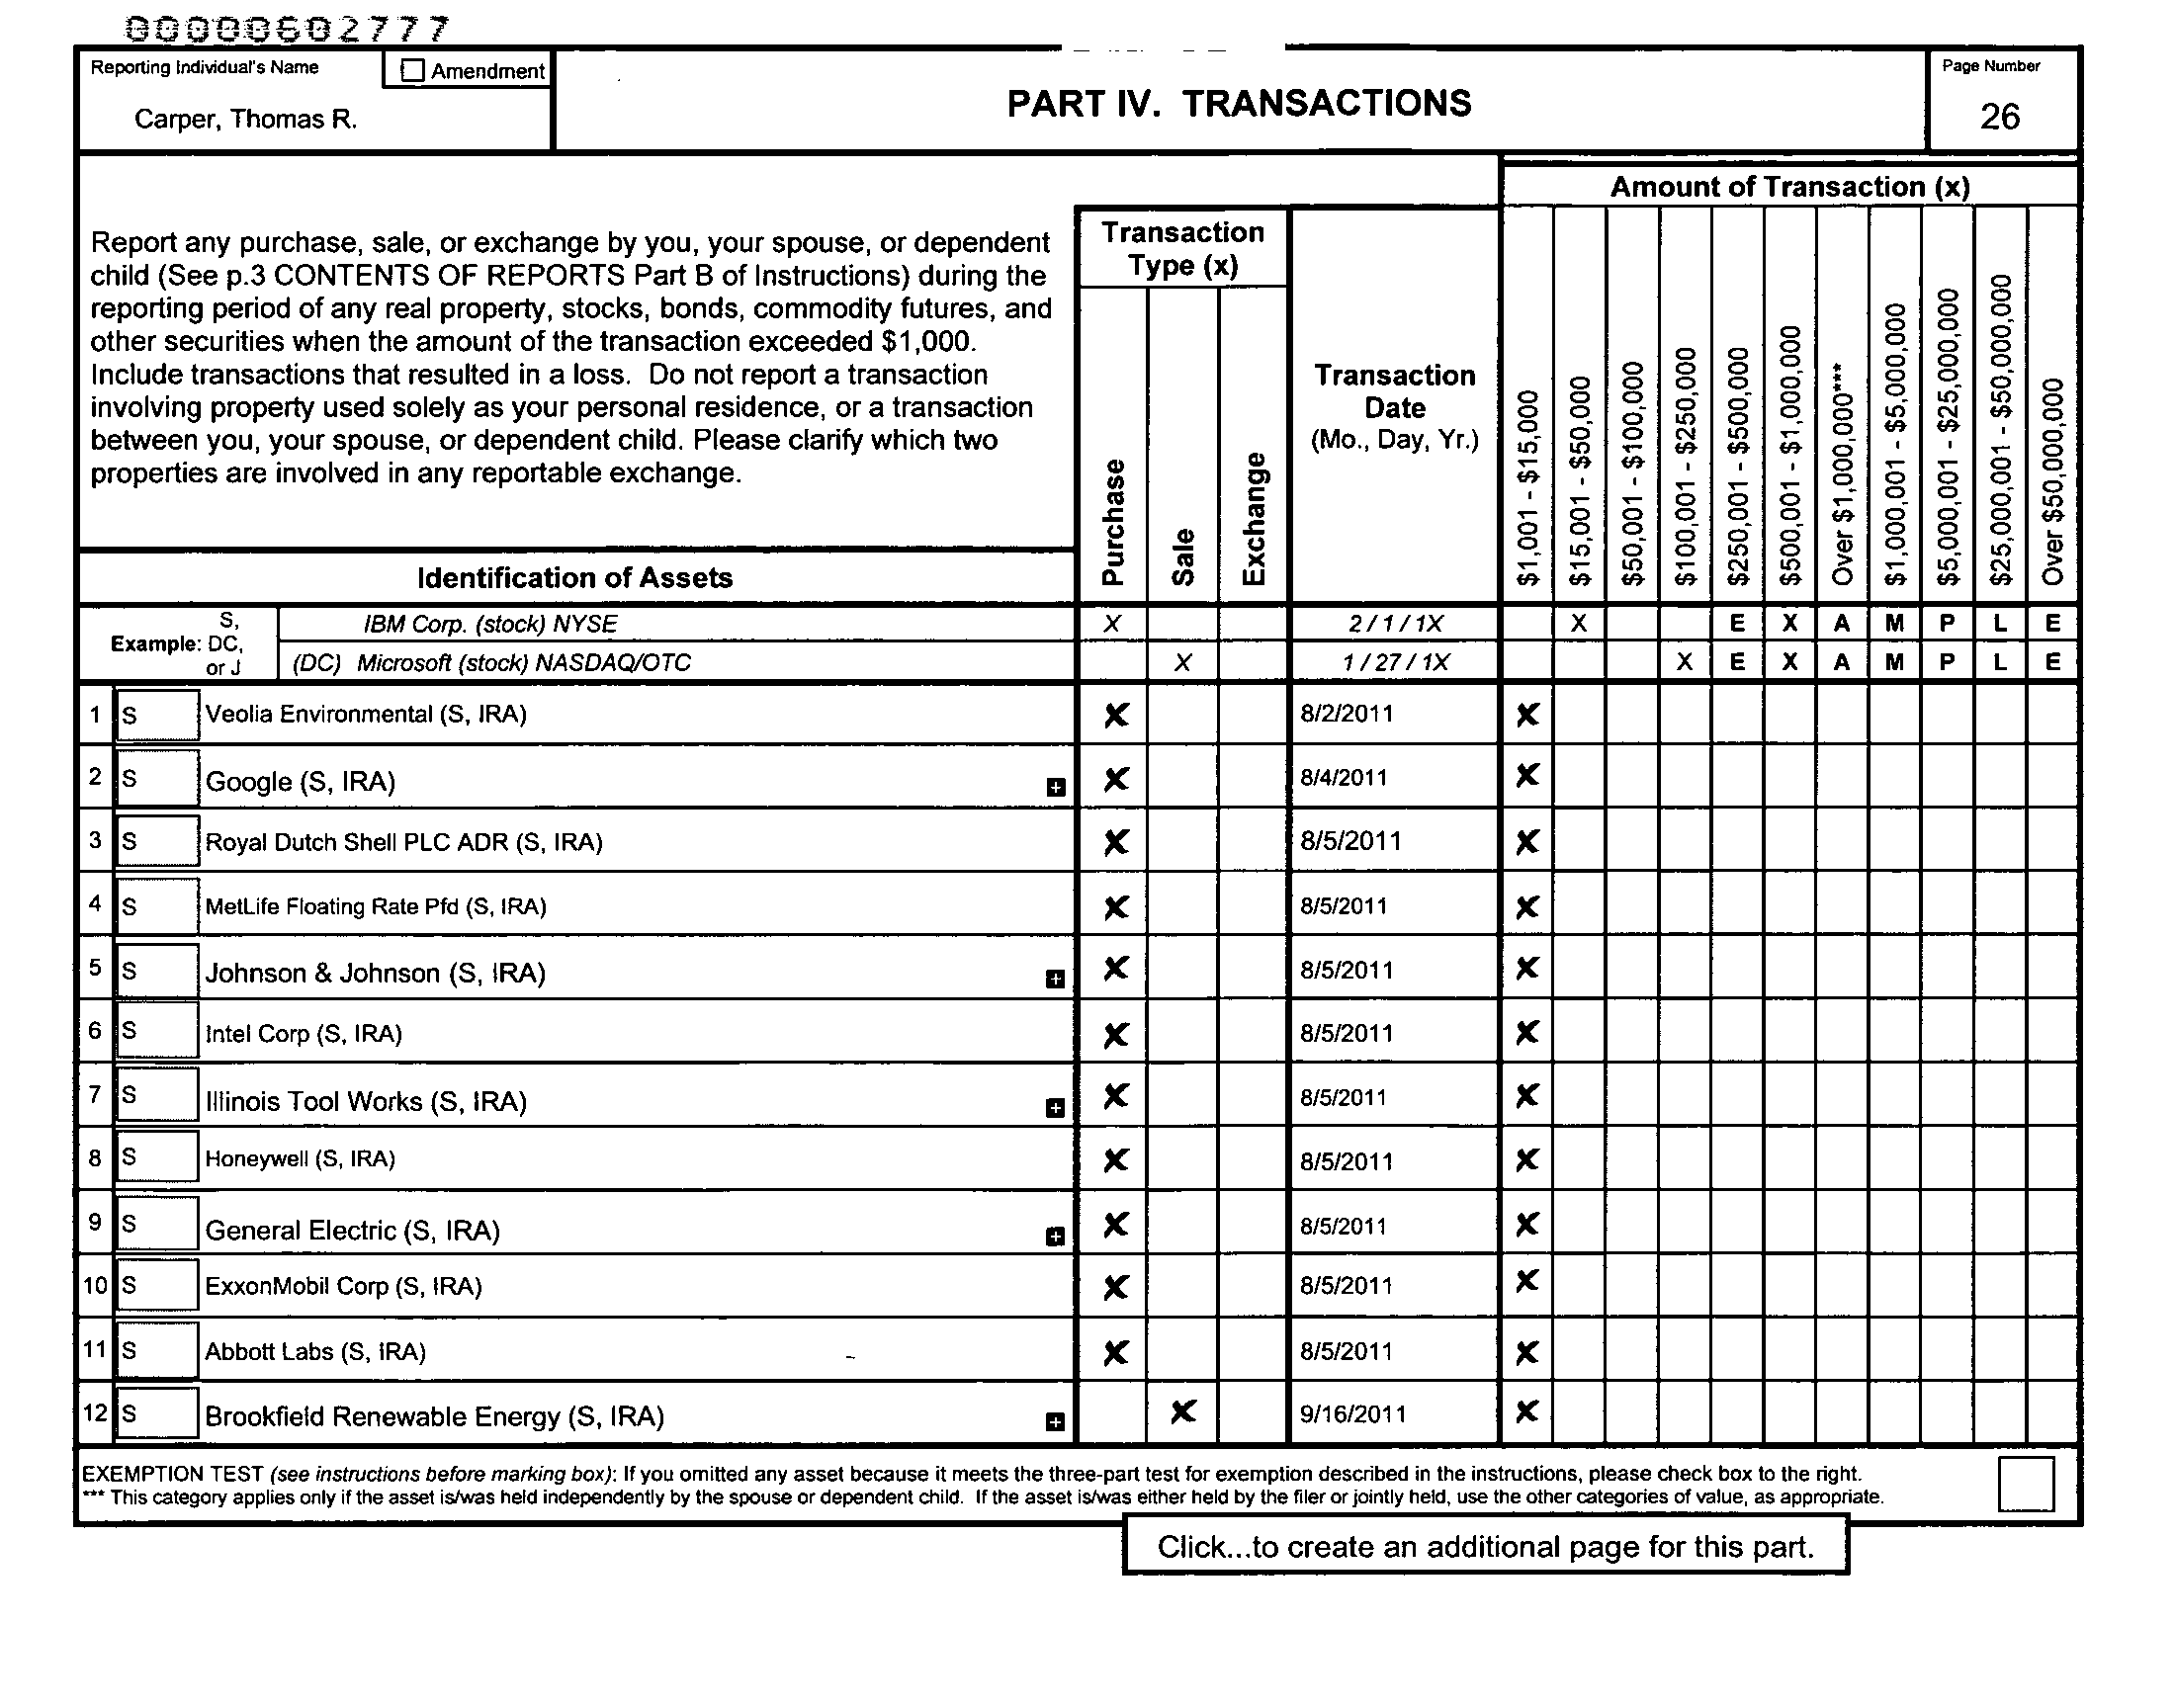 00000602777
Reporting Individual's Name
Amendment
Carper, Thomas R.
PART IV. TRANSACTIONS
Page Number
26
Report any purchase, sale, or exchange by you, your spouse, or dependent
child (See p.3 CONTENTS OF REPORTS Part B of Instructions) during the
reporting period of any real property, stocks, bonds, commodity futures, and
other securities when the amount of the transaction exceeded $1,000.
Include transactions that resulted in a loss. Do not report a transaction
involving property used solely as your personal residence, or a transaction
between you, your spouse, or dependent child. Please clarify which two
properties are involved in any reportable exchange.
Identification of Assets
Transaction
Type (x)
Purchase
Sale
Exchange
Transaction
Date
(Mo., Day, Yr.)
Amount of Transaction (x)
$1,001 - $15,000
$15,001 - $50,000
$50,001 - $100,000
$100,001 - $250,000
$250,001 - $500,000
$500,001 - $1,000,000
Over $1,000,000***
$1,000,001 - $5,000,000
$5,000,001 - $25,000,000
$25,000,001 - $50,000,000
Over $50,000,000
Example: S, DC, or J
IBM Corp. (stock) NYSE X 2/1/1X X E X A M P L E
(DC) Microsoft (stock) NASDAQ/OTC X 1/27/1X X E X A M P L E
1 S Veolia Environmental (S, IRA) X 8/2/2011 X
2 S Google (S, IRA) + X 8/4/2011 X
3 S Royal Dutch Shell PLC ADR (S, IRA) X 8/5/2011 X
4 S MetLife Floating Rate Pfd (S, IRA) X 8/5/2011 X
5 S Johnson & Johnson (S, IRA) + X 8/5/2011 X
6 S Intel Corp (S, IRA) X 8/5/2011 X
7 S Illinois Tool Works (S, IRA) + X 8/5/2011 X
8 S Honeywell (S, IRA) X 8/5/2011 X
9 S General Electric (S, IRA) + X 8/5/2011 X
10 S ExxonMobil Corp (S, IRA) X 8/5/2011 X
11 S Abbott Labs (S, IRA) X 8/5/2011 X
12 S Brookfield Renewable Energy (S, IRA) + X 9/16/2011 X
EXEMPTION TEST (see instructions before marking box): If you omitted any asset because it meets the three-part test for exemption described in the instructions, please check box to the right.
*** This category applies only if the asset is/was held independently by the spouse or dependent child. If the asset is/was either held by the filer or jointly held, use the other categories of value, as appropriate.
Click...to create an additional page for this part.